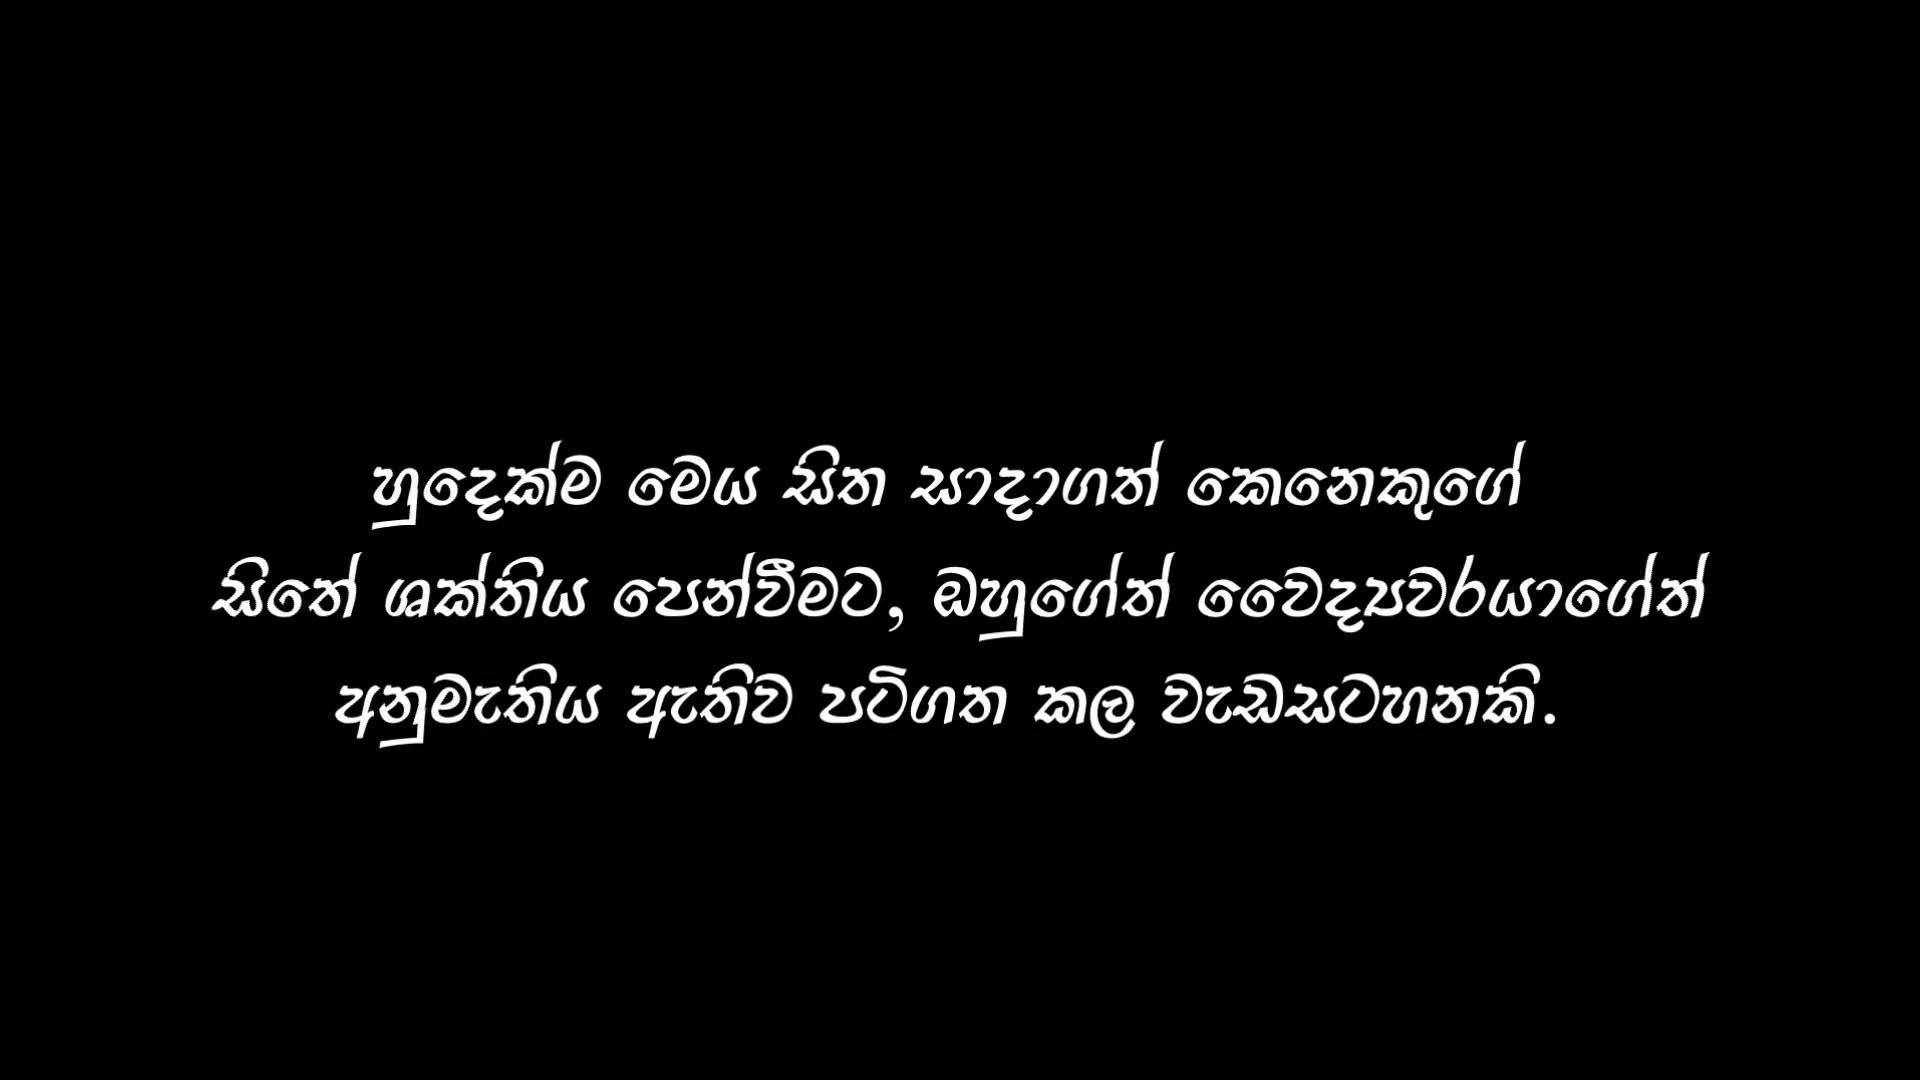 හුදෙක්ම මෙය සිත සාදාගත් කෙනෙකුගේ
සිතේ ශක්තිය පෙන්වීමට, ඔහුගේත් වෛද්‍යවරයාගේත්
අනුමැතිය ඇතිව පටිගත කල වැඩසටහනකි.